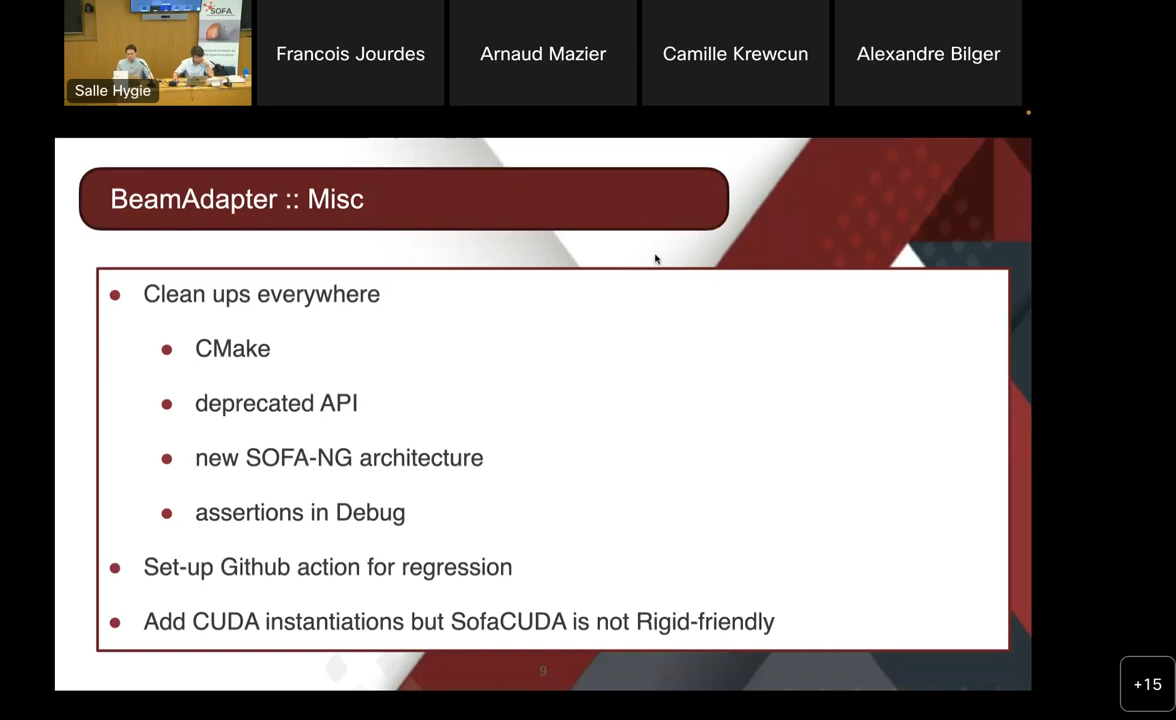 SOFA
Salle Hygie
Francois Jourdes
Arnaud Mazier
Camille Krewcun
Alexandre Bilger
BeamAdapter :: Misc
Clean ups everywhere
CMake
deprecated API
new SOFA-NG architecture
assertions in Debug
Set-up Github action for regression
Add CUDA instantiations but SofaCUDA is not Rigid-friendly
9
+15